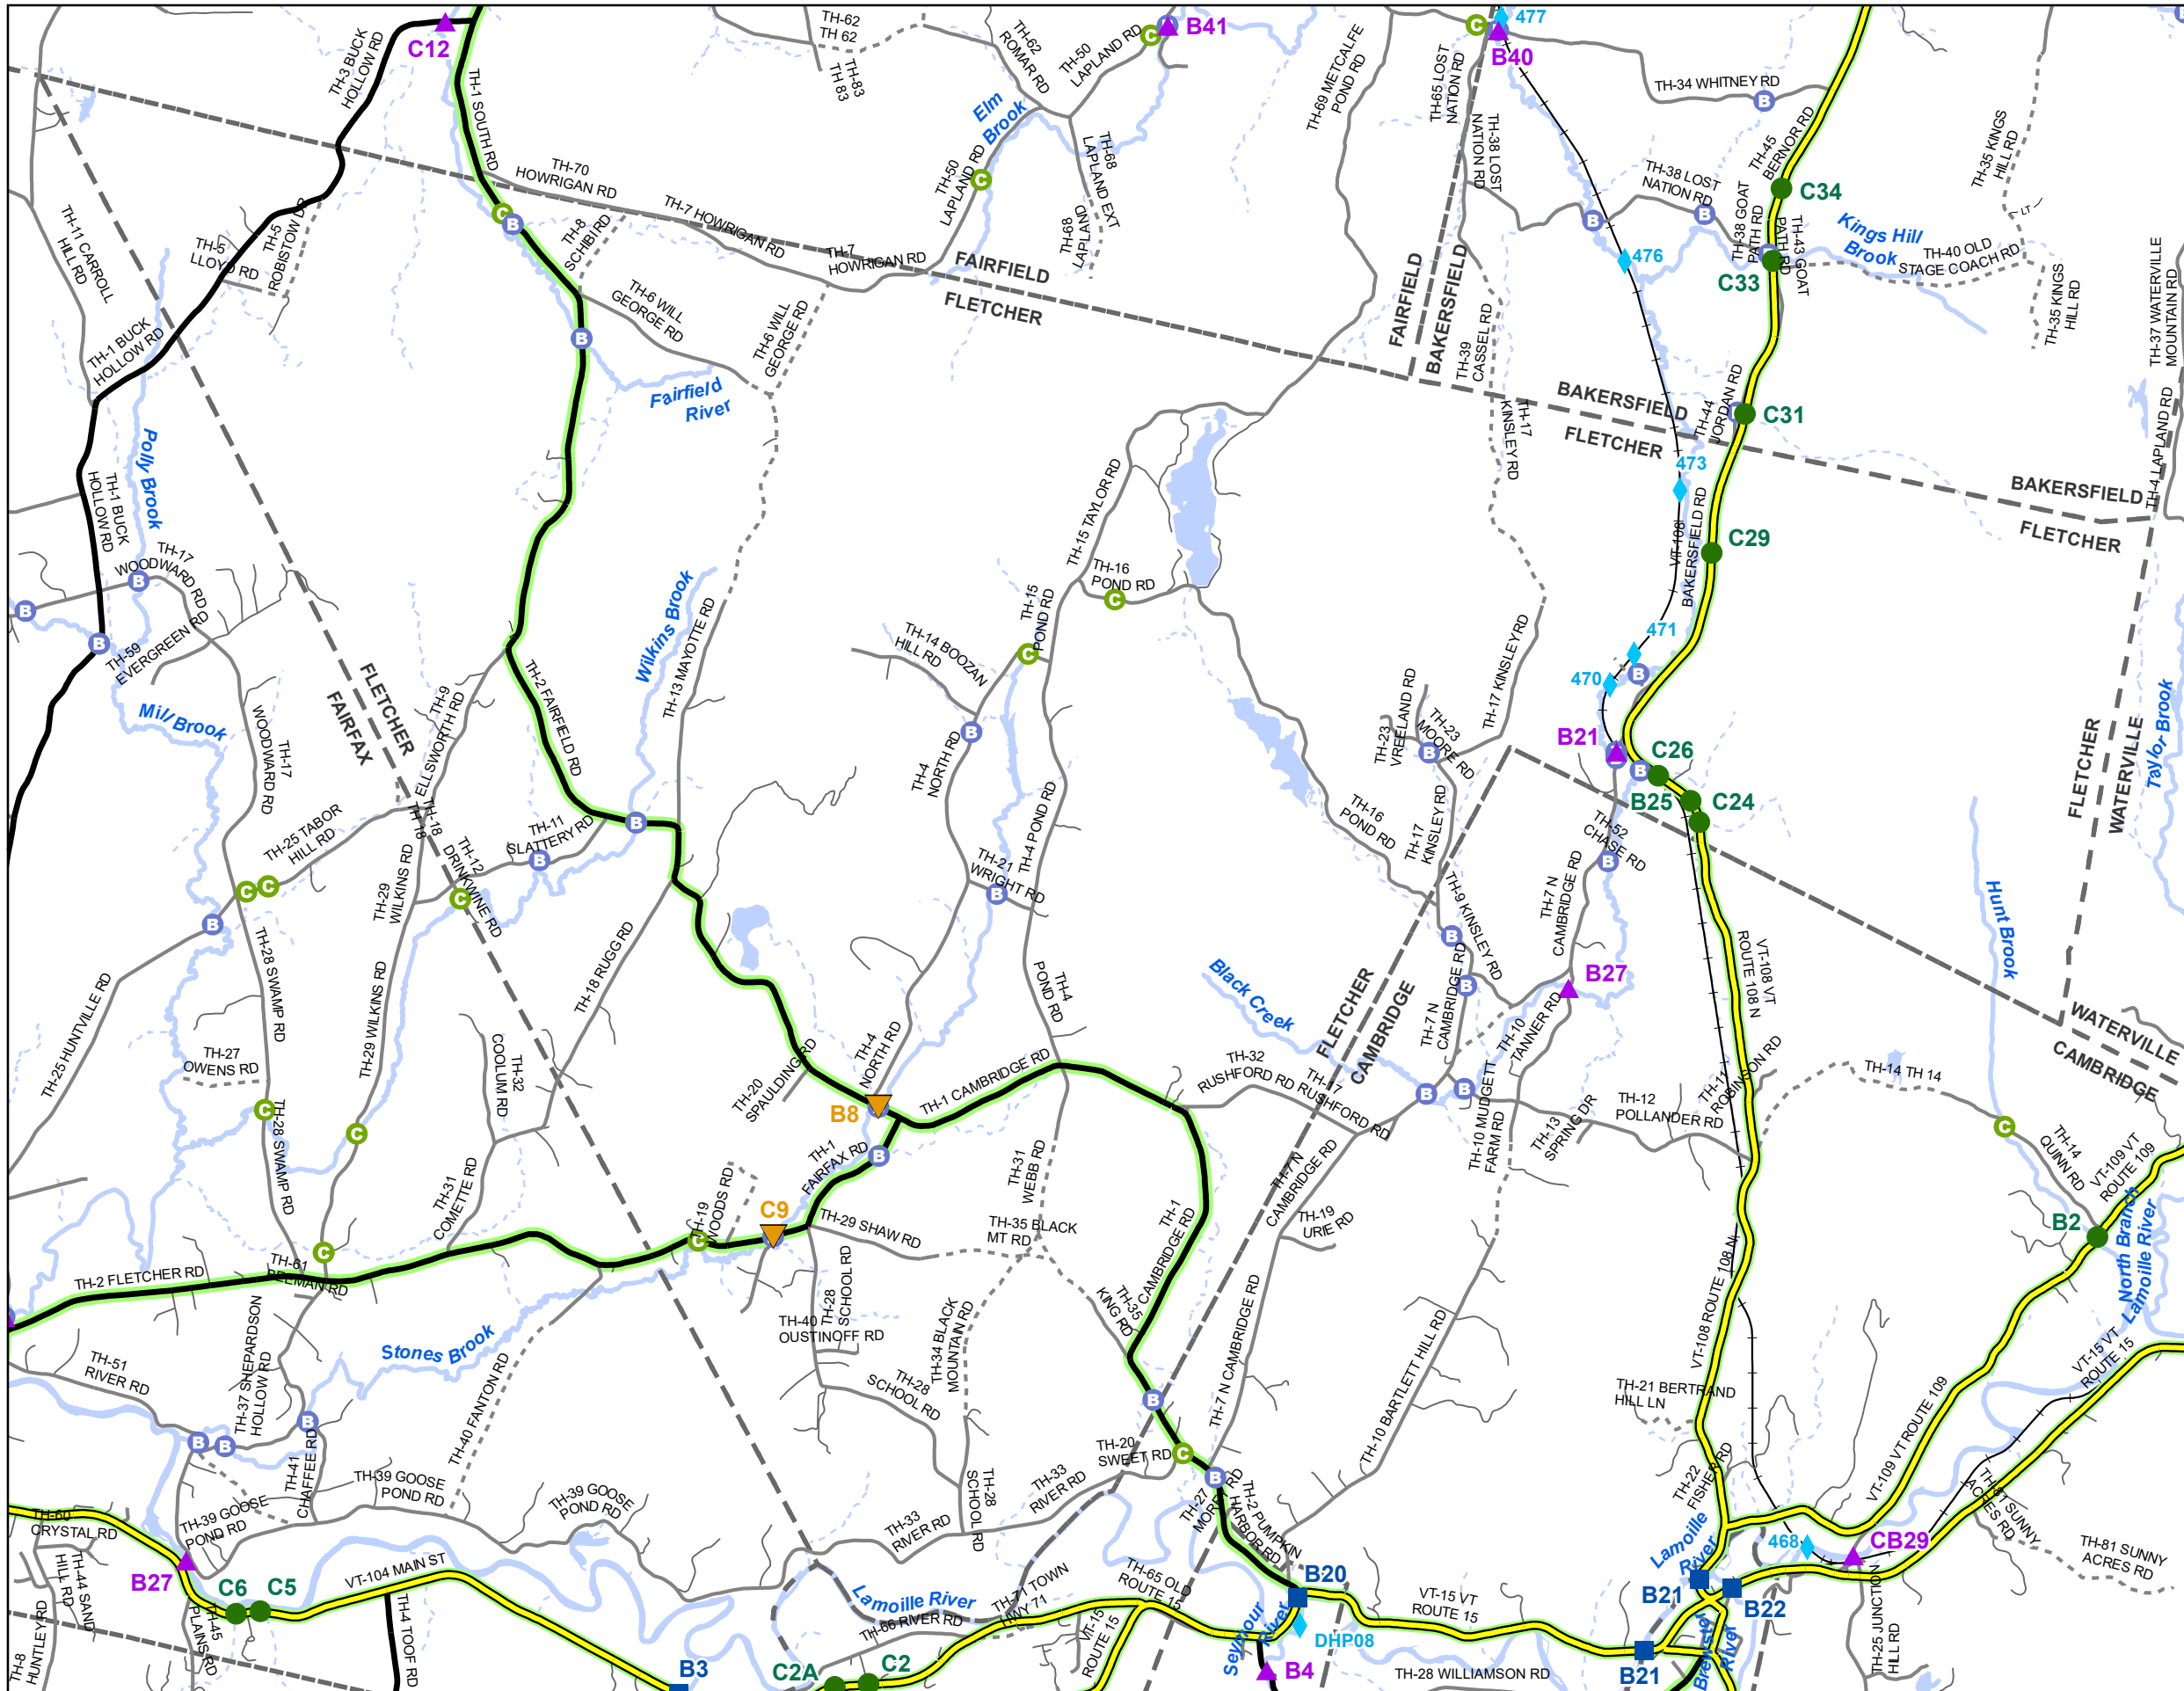 C12
TH-3 BUCK
HOLLOW RD
TH-1 SOUTH RD
TH-62
TH 62
TH-83
TH 83
TH-62
ROMAR RD
TH-50
LAPLAND RD
B41
Elm
Brook
TH-50
LAPLAND RD
TH-68
LAPLAND EXT
TH-68
LAPLAND
TH-69 METCALFE
POND RD
TH-65 LOST
NATION RD
TH-38 LOST
NATION RD
477
B40
TH-34 WHITNEY RD
TH-45
BERNOR RD
TH-38 LOST
NATION RD
C34
TH-38 GOAT
PATH RD
TH-43 GOAT
PATH RD
C33
Kings Hill
Brook
TH-40 OLD
STAGE COACH RD
TH-35 KINGS
HILL RD
LT
TH-35 KINGS
HILL RD
TH-37 WATERVILLE
MOUNTAIN RD
476
TH-70
HOWRIGAN RD
TH-8
SCHIBI RD
TH-7 HOWRIGAN RD
TH-7
HOWRIGAN RD
FAIRFIELD
FLETCHER
FAIRFIELD
BAKERSFIELD
TH-11 CARROLL
HILL RD
TH-5
LLOYD RD
TH-5
ROBISTOW DR
TH-1 BUCK
HOLLOW RD
TH-6 WILL
GEORGE RD
TH-6 WILL
GEORGE RD
Fairfield
River
TH-39
CASSEL RD
TH-17
KINSLEY RD
BAKERSFIELD
FLETCHER
TH-44
JORDAN RD
C31
473
BAKERSFIELD
FLETCHER
TH-4 LAPLAND RD
C29
VT-108
BAKERSFIELD RD
Polly Brook
TH-1 BUCK
HOLLOW RD
TH-17
WOODWARD RD
TH-59
EVERGREEN RD
Mill Brook
TH-15 TAYLOR RD
TH-16
POND RD
TH-15
POND RD
TH-14 BOOZAN
HILL RD
Wilkins Brook
TH-13 MAYOTTE RD
TH-2 FAIRFIELD RD
FLETCHER
FAIRFAX
TH-9
ELLSWORTH RD
TH-17
WOODWARD RD
TH-25 TABOR
HILL RD
TH-18
TH 18
TH-12
DRINKWINE RD
TH-11
SLATTERY RD
TH-29
WILKINS RD
TH-4
NORTH RD
TH-4 POND RD
TH-21
WRIGHT RD
TH-23
VREELAND RD
TH-23
MOORE RD
TH-17 KINSLEY RD
TH-17
KINSLEY RD
TH-16
POND RD
471
470
B21
C26
B25
C24
TH-52
CHASE RD
TH-7 N
CAMBRIDGE RD
TH-9 KINSLEY RD
FLETCHER
WATERVILLE
Taylor Brook
Hunt Brook
TH-25 HUNTVILLE RD
TH-28 SWAMP RD
TH-29 WILKINS RD
TH-27
OWENS RD
TH-32
COOLUM RD
TH-18 RUGG RD
TH-28 SWAMP RD
TH-31
COMETTE RD
TH-20
SPAULDING RD
TH-4
NORTH RD
B8
TH-1 CAMBRIDGE RD
TH-4
POND RD
Black Creek
FLETCHER
CAMBRIDGE
TH-7 N
CAMBRIDGE RD
TH-10
TANNER RD
B27
VT-108 VT
ROUTE 108 N
TH-11
ROBINSON RD
TH-14 TH 14
WATERVILLE
CAMBRIDGE
TH-32
RUSHFORD RD
TH-17
RUSHFORD RD
TH-10 MUDGETT
FARM RD
TH-13
SPRING DR
TH-12
POLLANDER RD
TH-14
QUINN RD
VT-109 VT
ROUTE 109
B2
North Branch
Lamoille River
TH-1
FAIRFAX RD
TH-19
WOODS RD
C9
TH-29 SHAW RD
TH-31
WEBB RD
TH-35 BLACK
MT RD
TH-1
CAMBRIDGE RD
TH-7 N
CAMBRIDGE RD
TH-19
URIE RD
TH-2 FLETCHER RD
TH-61
BEEMAN RD
TH-28
SCHOOL RD
TH-40
OUSTINOFF RD
TH-34 BLACK
MOUNTAIN RD
TH-35
KING RD
TH-7 N CAMBRIDGE RD
TH-10 BARTLETT HILL RD
VT-108 ROUTE 108 N
VT-15 VT
ROUTE 15
Stones Brook
TH-51
RIVER RD
TH-37 SHEPARDSON
HOLLOW RD
TH-40 FANTON RD
TH-28
SCHOOL RD
TH-21 BERTRAND
HILL LN
VT-109 VT ROUTE 109
TH-41
CHAFFEE RD
TH-39 GOOSE
POND RD
TH-39 GOOSE
POND RD
TH-39 GOOSE
POND RD
TH-28
SCHOOL RD
TH-20
SWEET RD
TH-33
RIVER RD
TH-33
RIVER RD
TH-27
MOREY RD
TH-2 PUMPKIN
HARBOR RD
TH-22
FISHER RD
TH-81 SUNNY
ACRES RD
TH-81 SUNNY
ACRES RD
TH-60
CRYSTAL RD
TH-44 SAND
HILL RD
B27
C6
C5
VT-104 MAIN ST
TH-45
PLAINS RD
TH-4 TOOF RD
TH-8
HUNTLEY RD
Lamoille River
TH-66 RIVER RD
TH-71 TOWN
HWY 71
TH-65 OLD
ROUTE 15
VT-15
ROUTE 15
B20
Seymour
River
DHP08
B4
VT-15 VT
ROUTE 15
TH-28 WILLIAMSON RD
Lamoille
River
468
CB29
B21
B22
B21
Brewster
River
TH-25 JUNCTION
HILL RD
B3
C2A
C2